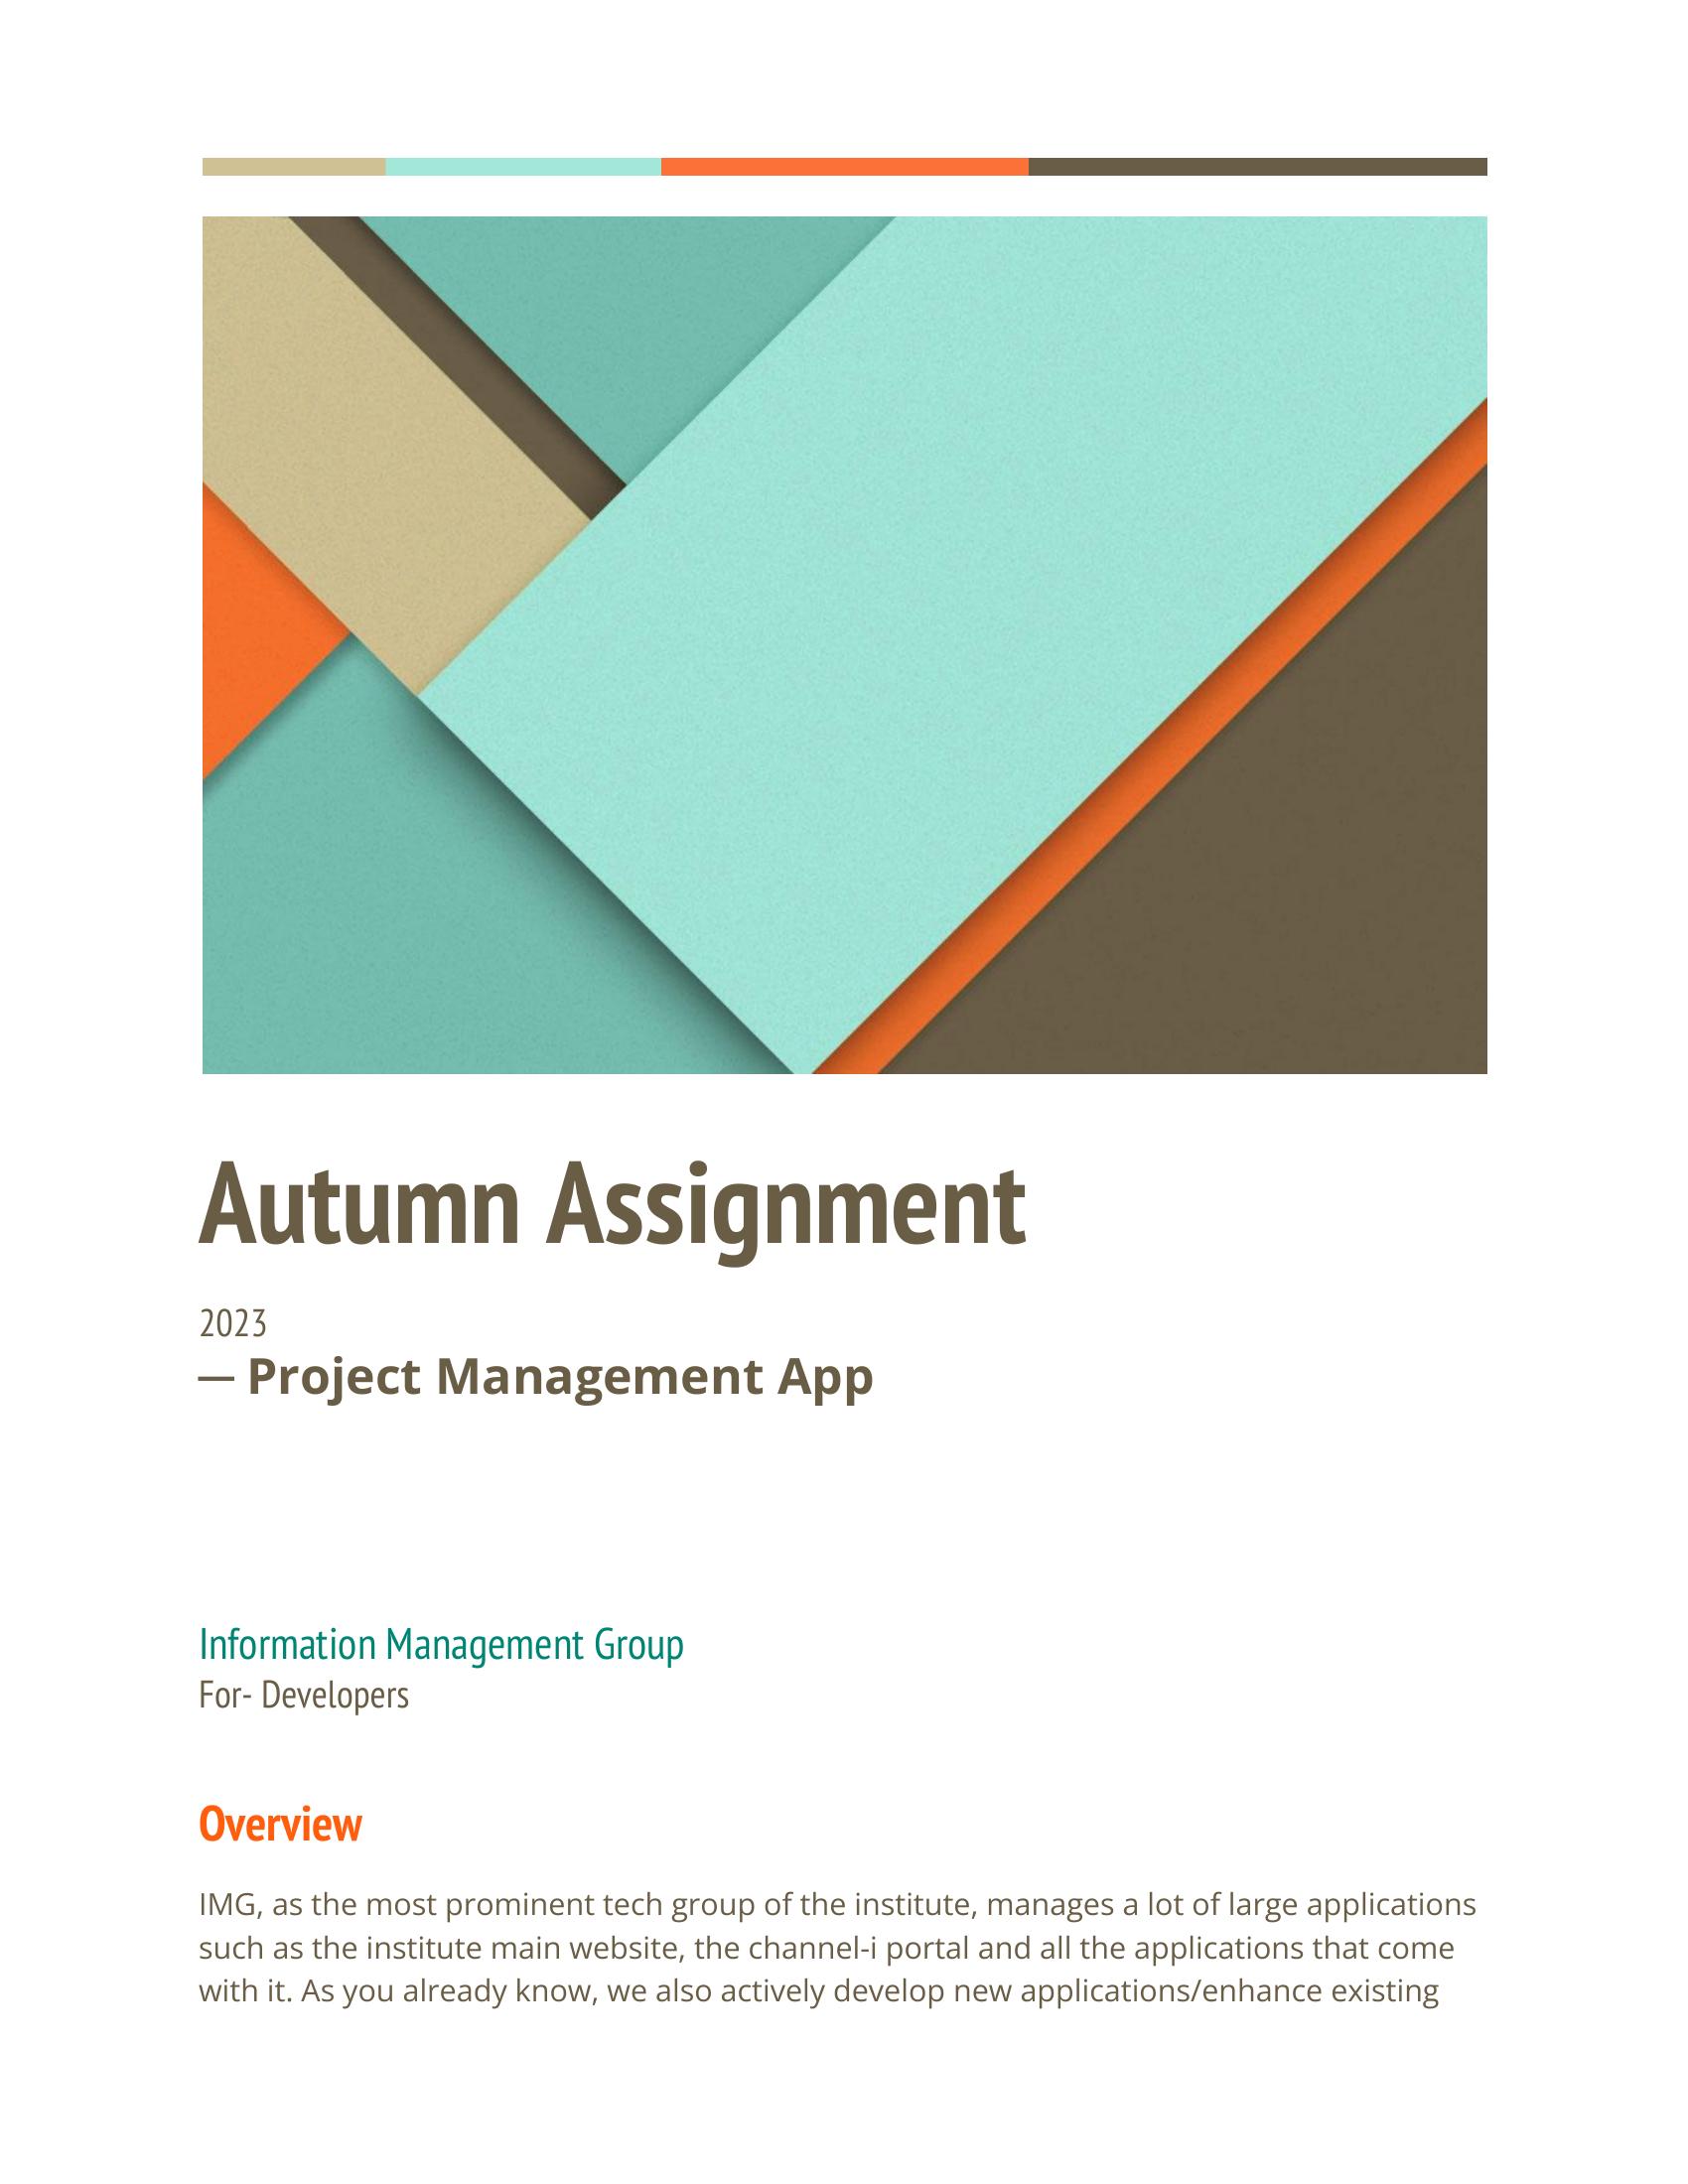 Autumn Assignment
2023
— Project Management App
Information Management Group
For- Developers
Overview
IMG, as the most prominent tech group of the institute, manages a lot of large applications
such as the institute main website, the channel-i portal and all the applications that come
with it. As you already know, we also actively develop new applications/enhance existing